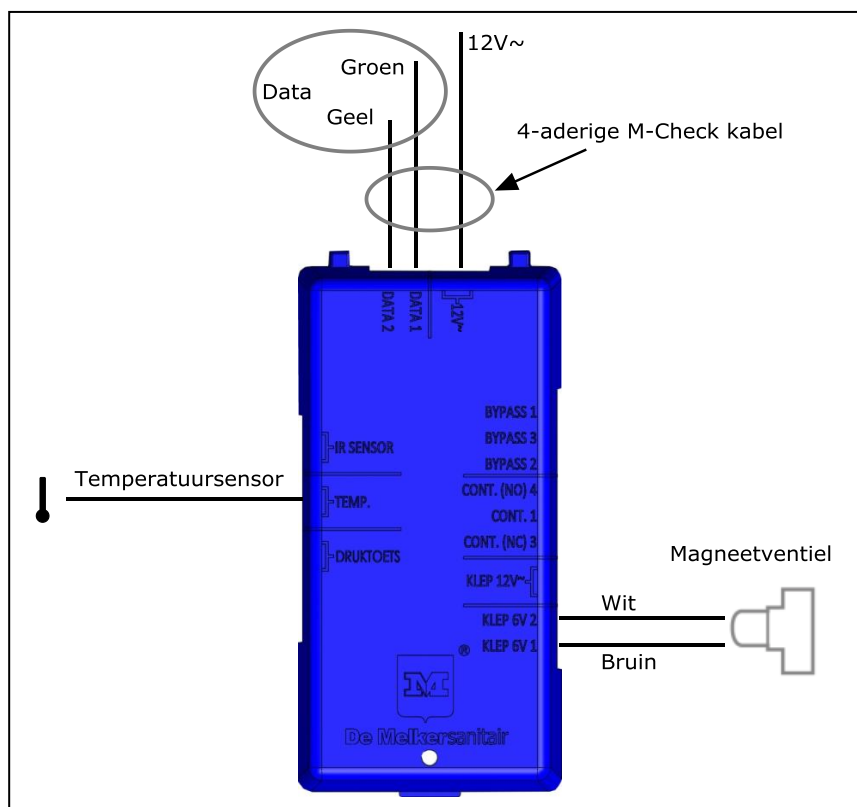 12V~
Groen
Data
Geel
4-aderige M-Check kabel
DATA 2
DATA 1
12V~
BYPASS 1
BYPASS 3
BYPASS 2
IR SENSOR
Temperatuursensor
TEMP.
CONT. (NO) 4
CONT. 1
CONT. (NC) 3
DRUKTOETS
KLEP 12V~
Magneetventiel
Wit
KLEP 6V 2
KLEP 6V 1
Bruin
®
M
De Melkersanitair